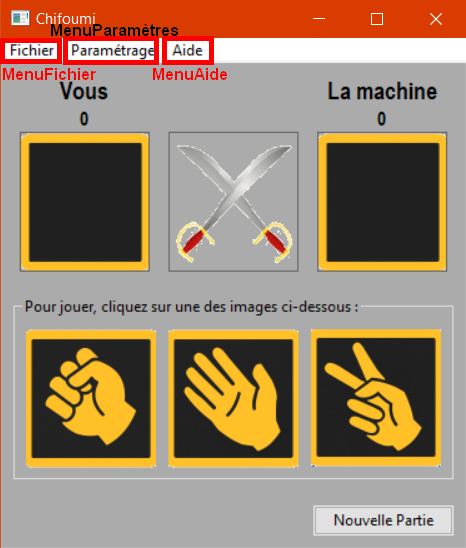 Chifoumi
MenuParamètres
Fichier Paramétrage Aide
MenuFichier MenuAide
Vous La machine
0 0
Pour jouer, cliquez sur une des images ci-dessous :
Nouvelle Partie